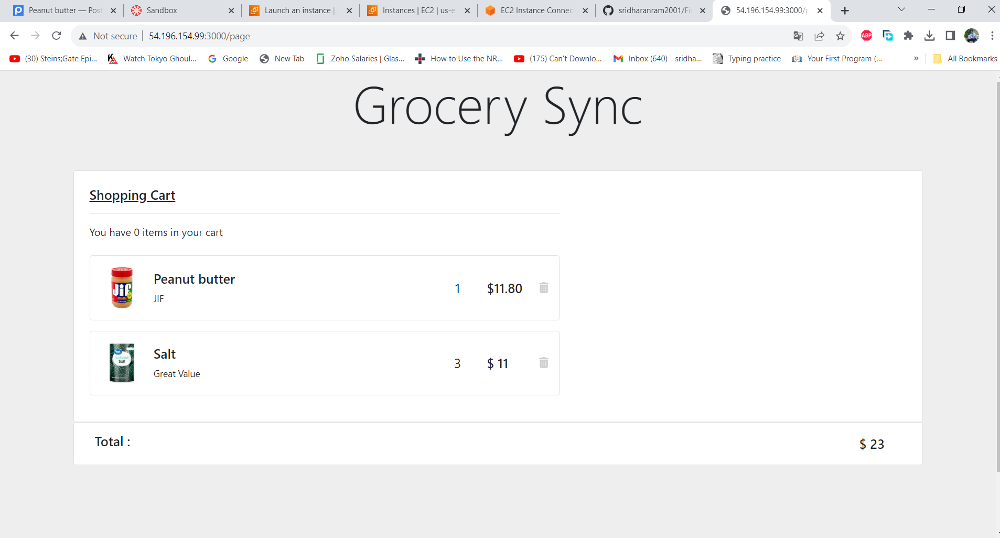 Peanut butter — Post
Sandbox
Launch an instance |
Instances | EC2 | us-e
EC2 Instance Connec
sridharanram2001/Fi
54.196.154.99:3000/p
Not secure | 54.196.154.99:3000/page
ABP
(30) Steins;Gate Epi...
Watch Tokyo Ghoul...
Google
New Tab
Zoho Salaries | Glas...
How to Use the NR...
(175) Can't Downlo...
Inbox (640) - sridha...
Typing practice
Your First Program (...
»
All Bookmarks
Grocery Sync
Shopping Cart
You have 0 items in your cart
Jif
Peanut butter
JIF
1
$11.80
Iodized
Salt
Salt
Great Value
3
$ 11
Total :
$ 23